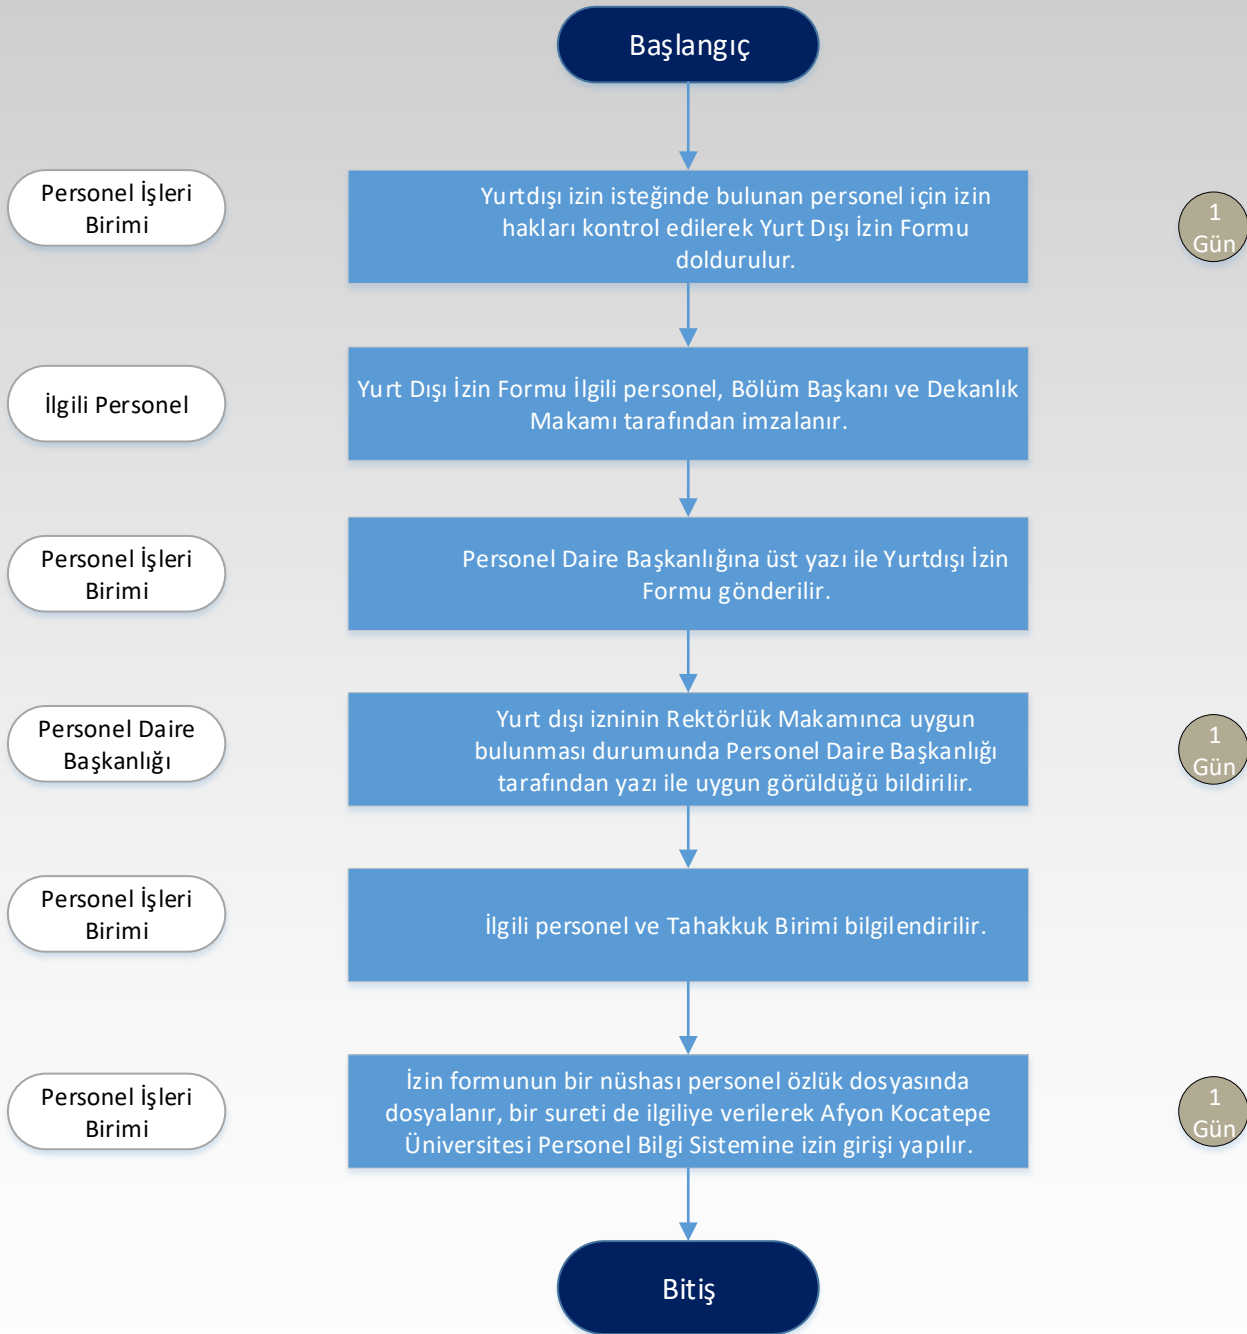 Başlangıç
Personel İşleri
Birimi
Yurtdışı izin isteğinde bulunan personel için izin
hakları kontrol edilerek Yurt Dışı İzin Formu
doldurulur.
1
Gün
İlgili Personel
Yurt Dışı İzin Formu İlgili personel, Bölüm Başkanı ve Dekanlık
Makamı tarafından imzalanır.
Personel İşleri
Birimi
Personel Daire Başkanlığına üst yazı ile Yurtdışı İzin
Formu gönderilir.
Personel Daire
Başkanlığı
Yurt dışı izninin Rektörlük Makamınca uygun
bulunması durumunda Personel Daire Başkanlığı
tarafından yazı ile uygun görüldüğü bildirilir.
1
Gün
Personel İşleri
Birimi
İlgili personel ve Tahakkuk Birimi bilgilendirilir.
Personel İşleri
Birimi
İzin formunun bir nüshası personel özlük dosyasında
dosyalanır, bir sureti de ilgiliye verilerek Afyon Kocatepe
Üniversitesi Personel Bilgi Sistemine izin girişi yapılır.
1
Gün
Bitiş